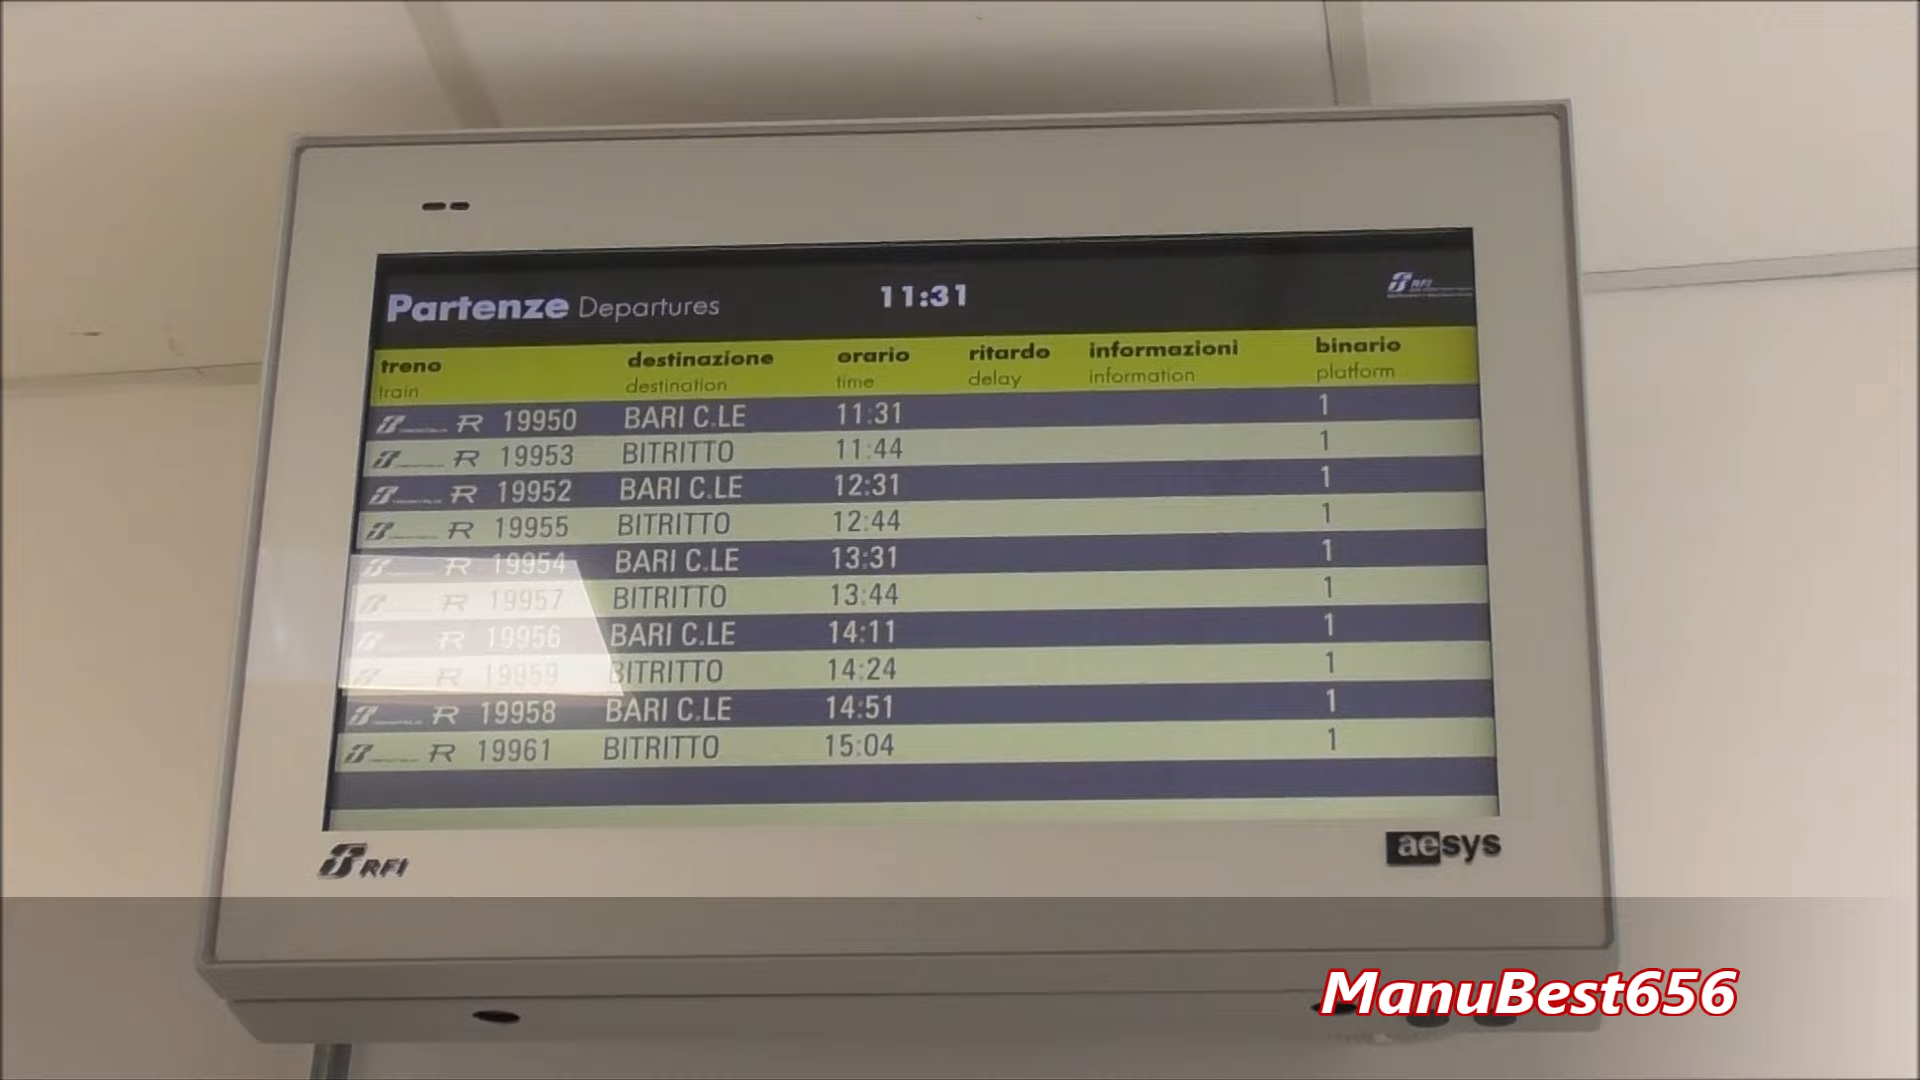 Partenze Departures 11:31 RFI
treno destinazione orario ritardo informazioni binario
train destination time delay information platform
R 19950 BARI C.LE 11:31 1
R 19953 BITRITTO 11:44 1
R 19952 BARI C.LE 12:31 1
R 19955 BITRITTO 12:44 1
R 19954 BARI C.LE 13:31 1
R 19957 BITRITTO 13:44 1
R 19956 BARI C.LE 14:11 1
R 19959 BITRITTO 14:24 1
R 19958 BARI C.LE 14:51 1
R 19961 BITRITTO 15:04 1
RFI aesys
ManuBest656